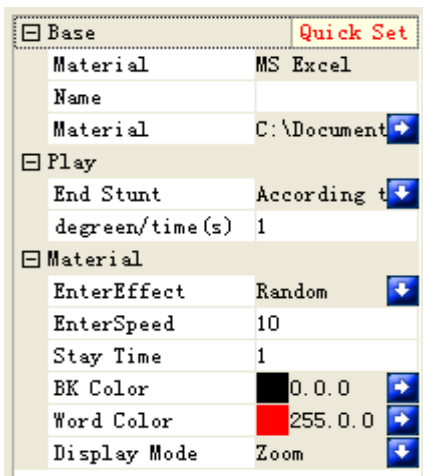 Base Quick Set
Material MS Excel
Name
Material C:\Document
Play
End Stunt According t
degreen/time(s) 1
Material
EnterEffect Random
EnterSpeed 10
Stay Time 1
BK Color 0.0.0
Word Color 255.0.0
Display Mode Zoom